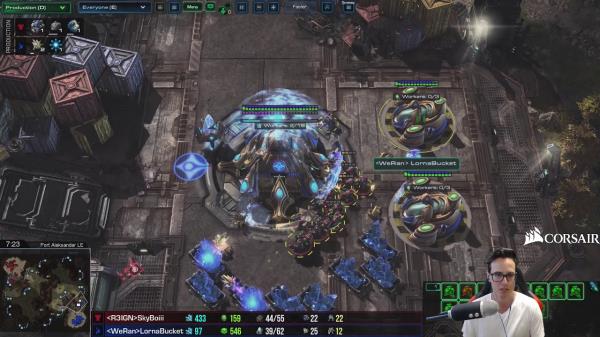 Production (D)
Everyone (E)
Menu
Faster
PRODUCTION
Workers: 0/3
<WeRan> LornaBucket
Workers: 0/3
CORSAIR
7:23
Port Aleksander LE
<R3IGN>SkyBoiii 433 159 44/55 22 22
<WeRan>LornaBucket 97 546 39/62 25 12